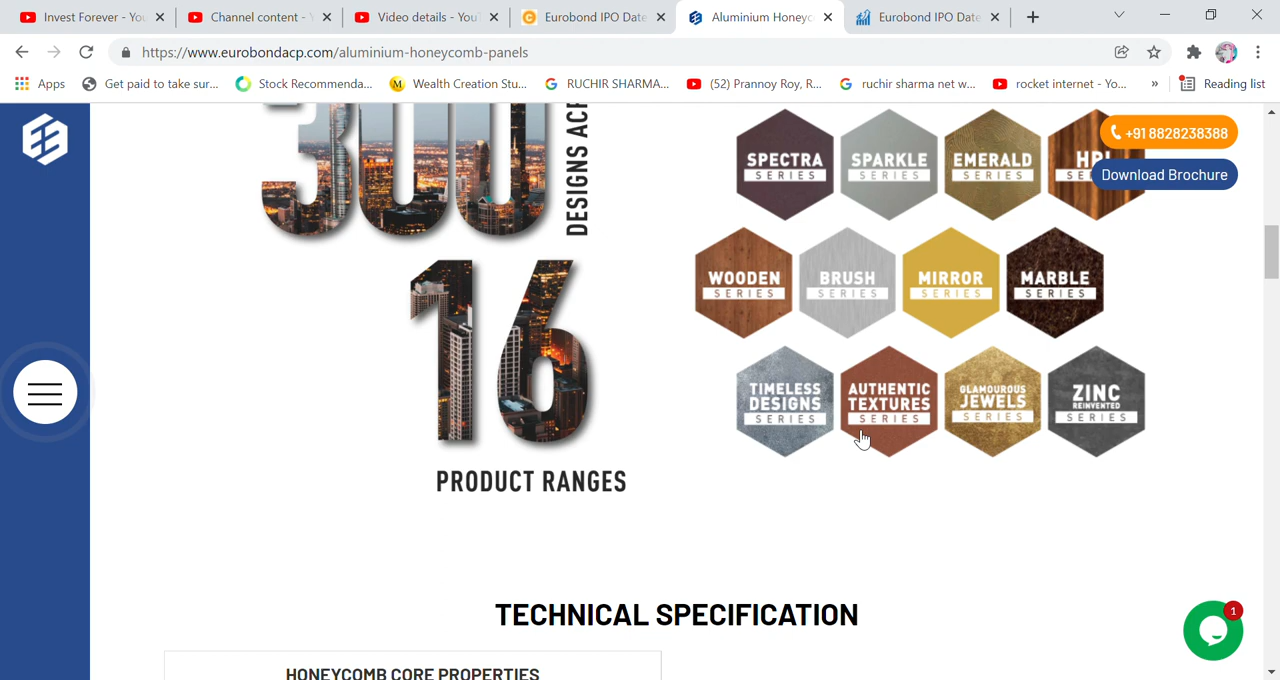 Invest Forever - You
Channel content - Y
Video details - YouT
Eurobond IPO Date
Aluminium Honeyc
Eurobond IPO Date
https://www.eurobondacp.com/aluminium-honeycomb-panels
Apps
Get paid to take sur...
Stock Recommenda...
M
Wealth Creation Stu...
RUCHIR SHARMA...
(52) Prannoy Roy, R...
ruchir sharma net w...
rocket internet - Yo...
»
Reading list
300
DESIGNS ACR
16
PRODUCT RANGES
SPECTRA
SERIES
SPARKLE
SERIES
EMERALD
SERIES
HPL
SER
+91 8828238388
Download Brochure
WOODEN
SERIES
BRUSH
SERIES
MIRROR
SERIES
MARBLE
SERIES
TIMELESS
DESIGNS
SERIES
AUTHENTIC
TEXTURES
SERIES
GLAMOUROUS
JEWELS
SERIES
ZINC
REINVENTED
SERIES
TECHNICAL SPECIFICATION
1
HONEYCOMB CORE PROPERTIES